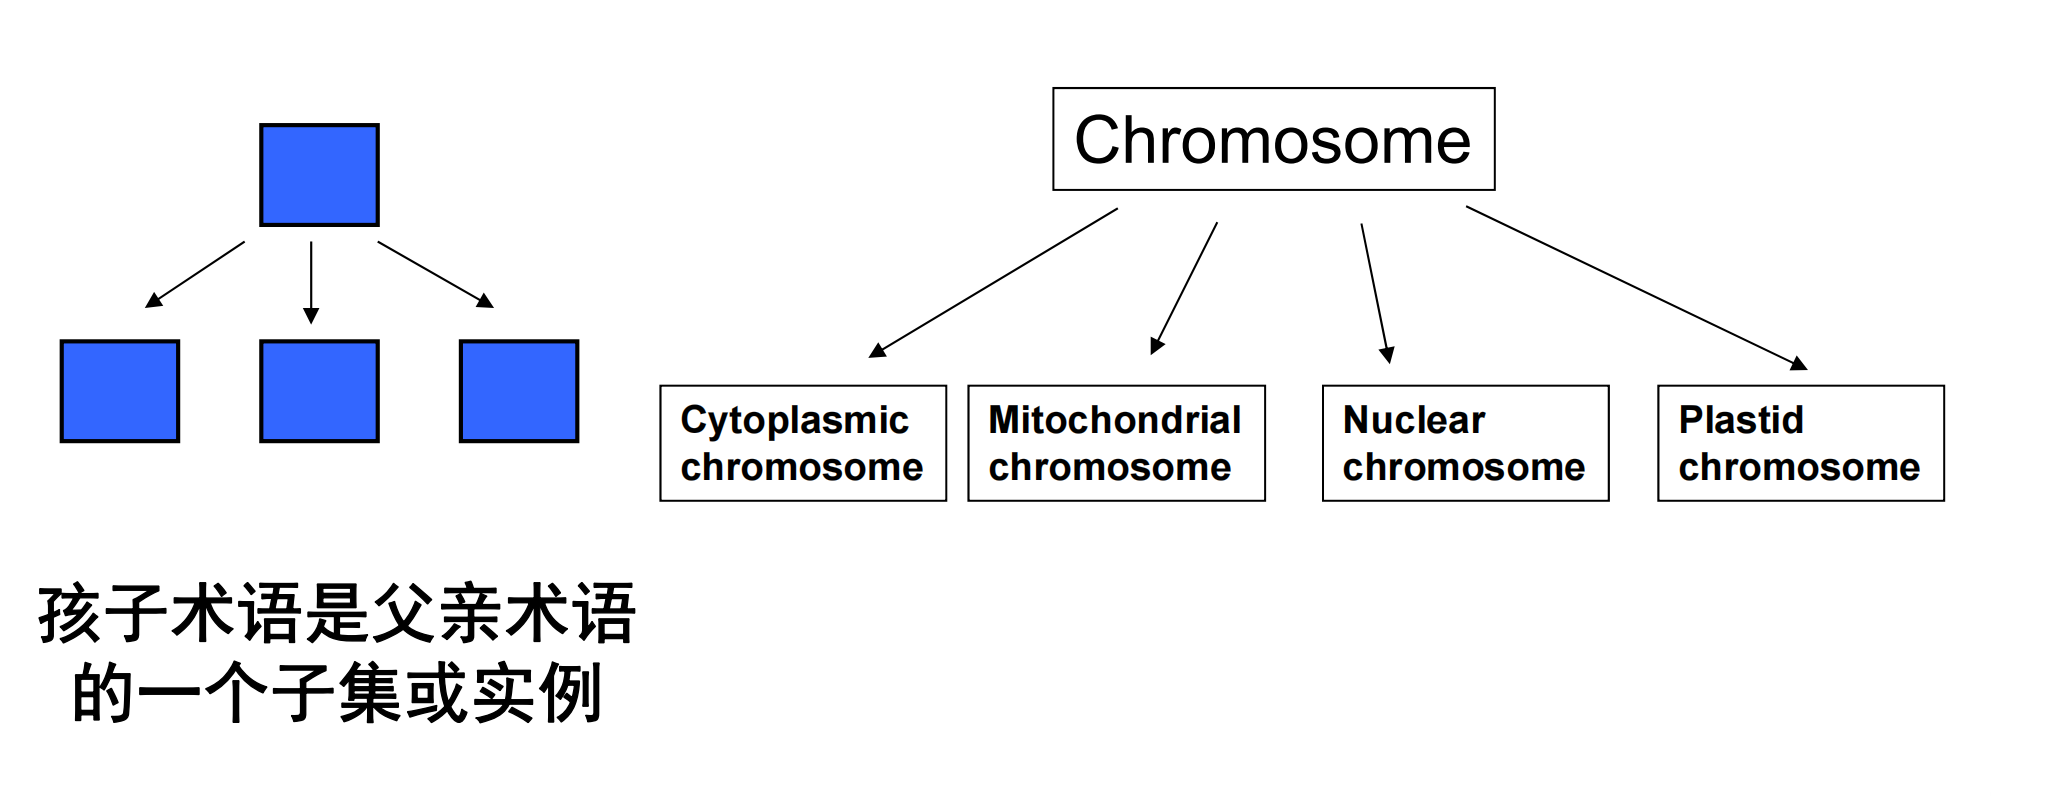 Chromosome
Cytoplasmic
chromosome
Mitochondrial
chromosome
Nuclear
chromosome
Plastid
chromosome
孩子术语是父亲术语
的一个子集或实例